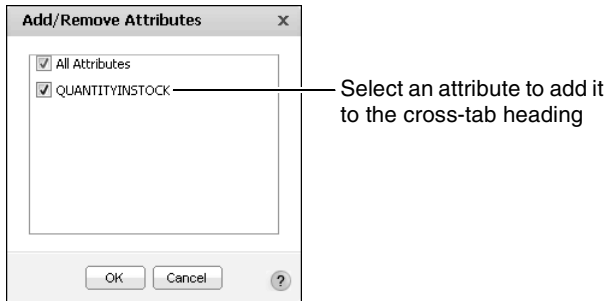 Add/Remove Attributes x
All Attributes
QUANTITYINSTOCK
Select an attribute to add it
to the cross-tab heading
OK Cancel ?